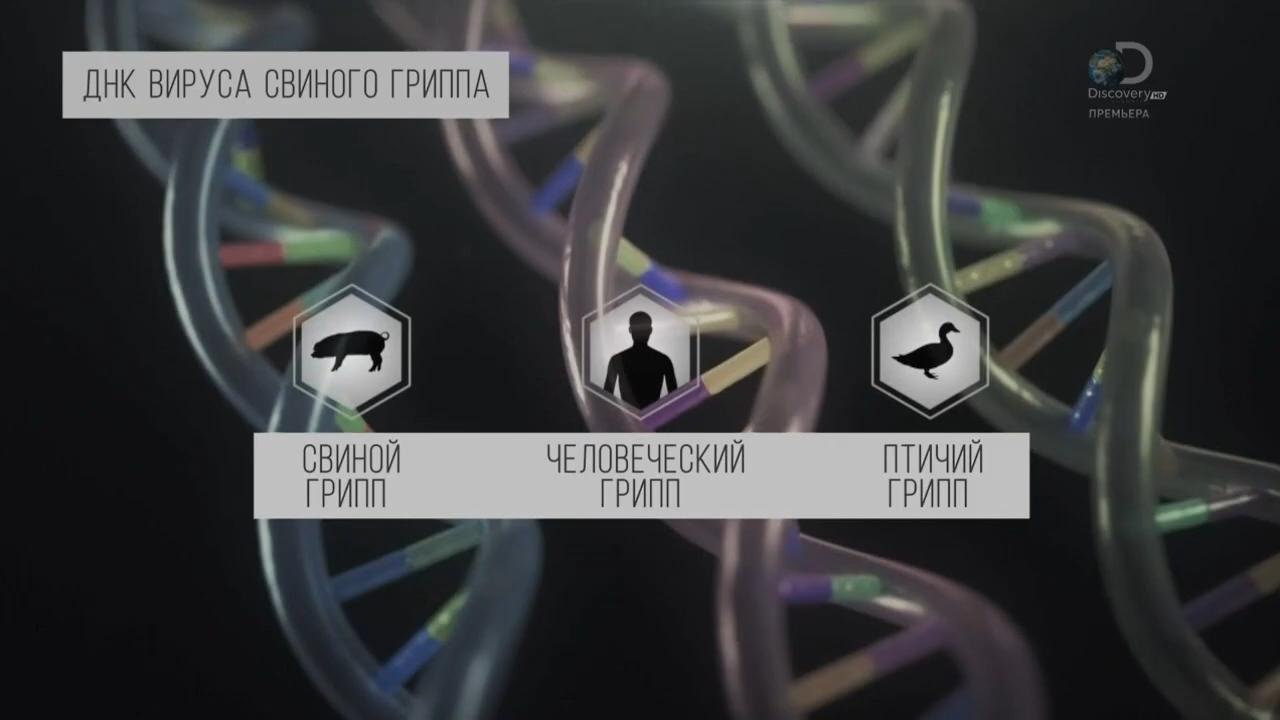 ДНК ВИРУСА СВИНОГО ГРИППА
Discovery HD
ПРЕМЬЕРА
СВИНОЙ
ГРИПП
ЧЕЛОВЕЧЕСКИЙ
ГРИПП
ПТИЧИЙ
ГРИПП